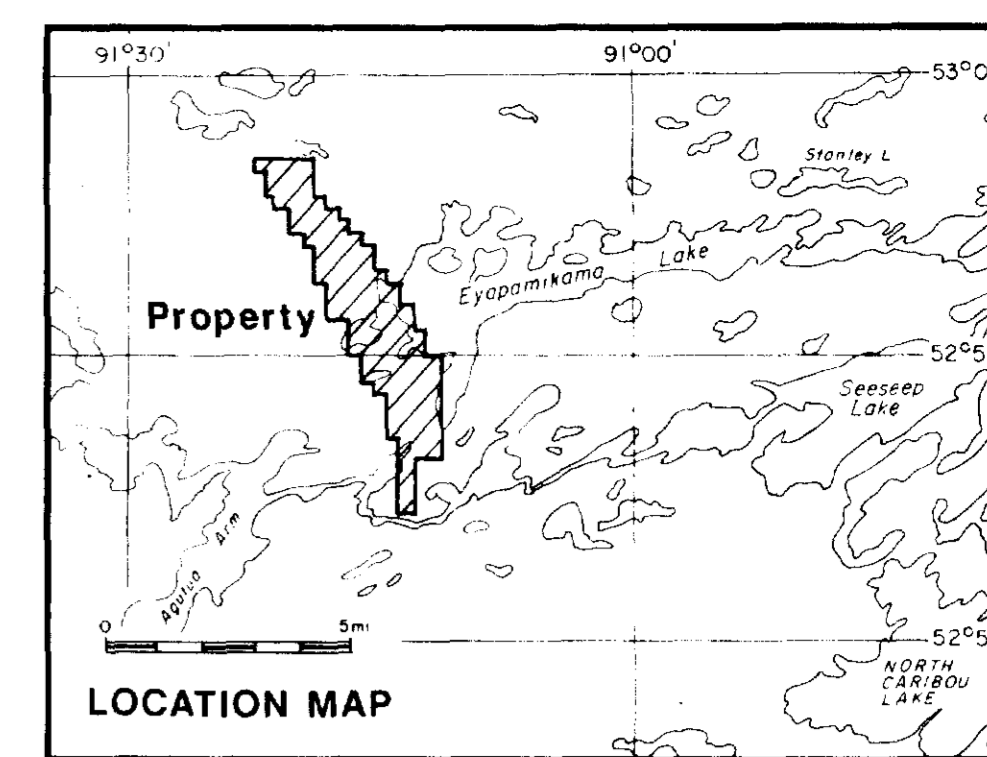 91°30'
91°00'
53°0
Stanley L
Eyapamikama Lake
Property
52°5
Seeseep
Lake
Agutua Arm
0 5mi
52°5
NORTH
CARIBOU
LAKE
LOCATION MAP